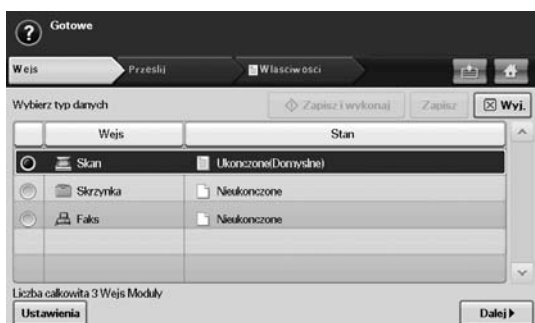 ? Gotowe
Wejs Prześlij Wlasciwosci
Wybierz typ danych Zapisz i wykonaj Zapisz Wyj.
Wejs Stan
Skan Ukonczone(Domyslne)
Skrzynka Nieukonczone
Faks Nieukonczone
Liczba calkowita 3 Wejs Moduly
Ustawienia Dalej